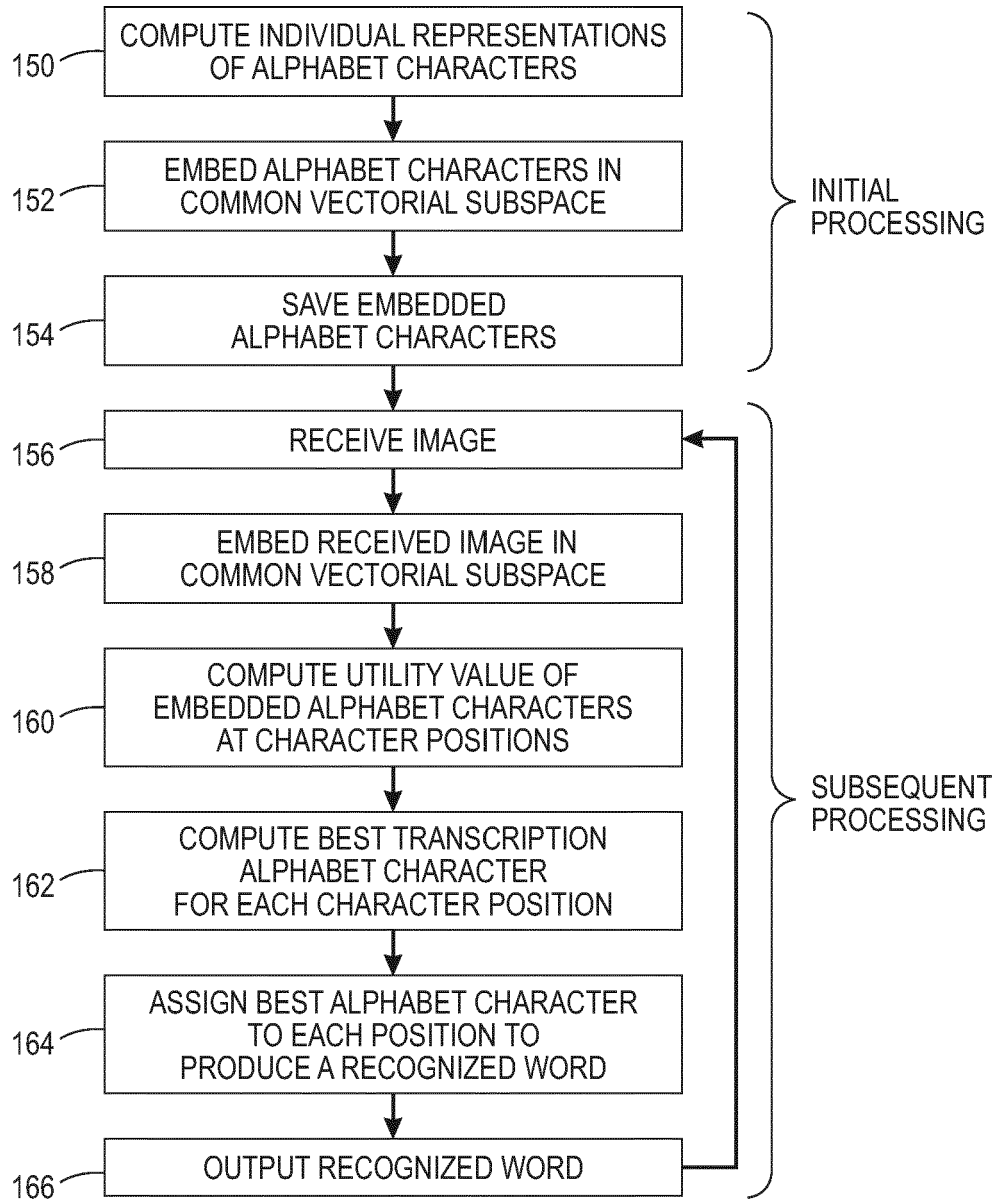 150
COMPUTE INDIVIDUAL REPRESENTATIONS
OF ALPHABET CHARACTERS
152
EMBED ALPHABET CHARACTERS IN
COMMON VECTORIAL SUBSPACE
154
SAVE EMBEDDED
ALPHABET CHARACTERS
INITIAL
PROCESSING
156
RECEIVE IMAGE
158
EMBED RECEIVED IMAGE IN
COMMON VECTORIAL SUBSPACE
160
COMPUTE UTILITY VALUE OF
EMBEDDED ALPHABET CHARACTERS
AT CHARACTER POSITIONS
162
COMPUTE BEST TRANSCRIPTION
ALPHABET CHARACTER
FOR EACH CHARACTER POSITION
164
ASSIGN BEST ALPHABET CHARACTER
TO EACH POSITION TO
PRODUCE A RECOGNIZED WORD
166
OUTPUT RECOGNIZED WORD
SUBSEQUENT
PROCESSING